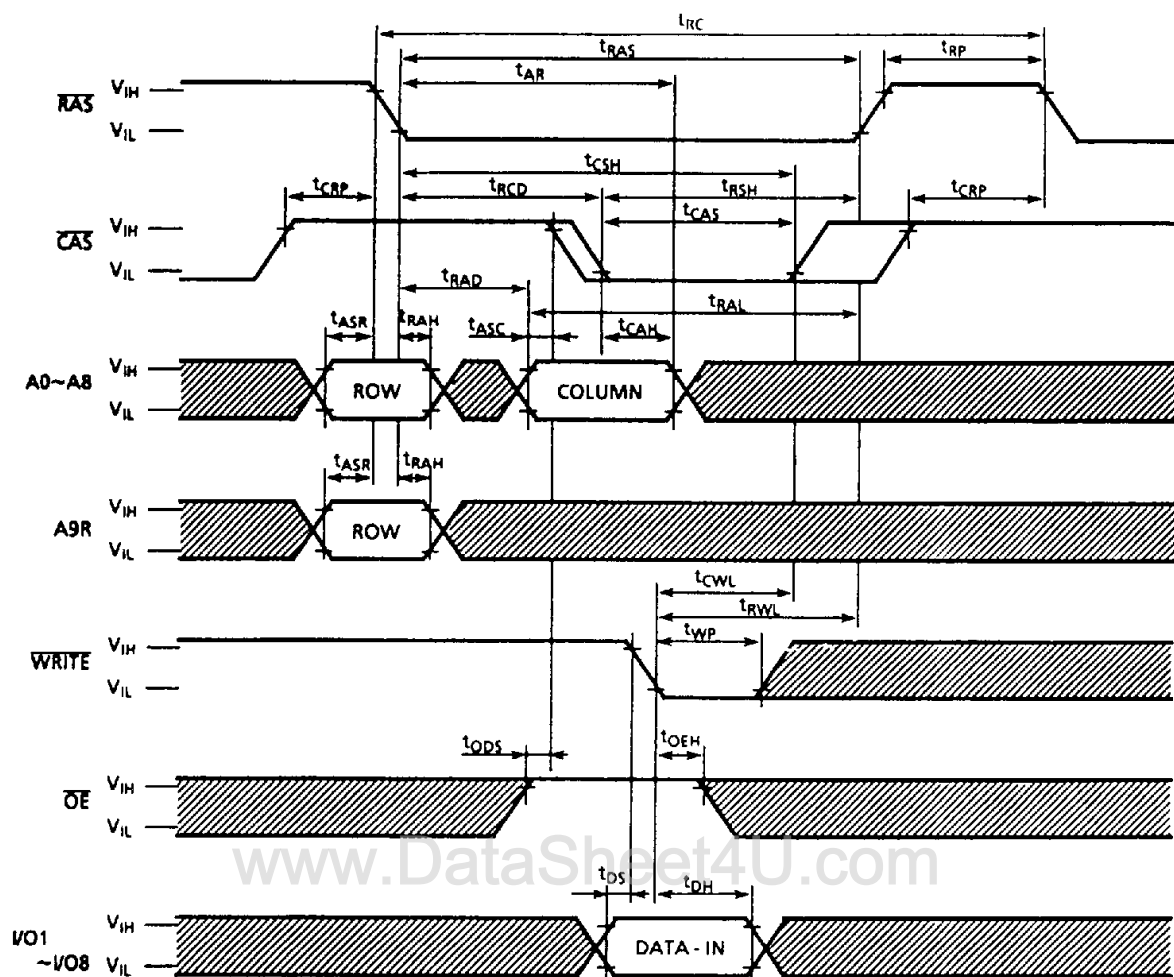 tRC
tRAS
tRP
tAR
RAS VIH
VIL
tCSH
tCRP
tRCD
tRSH
tCRP
tCAS
CAS VIH
VIL
tRAD
tRAL
tASR
tRAH
tASC
tCAH
A0~A8 VIH
VIL
ROW
COLUMN
tASR
tRAH
A9R VIH
VIL
ROW
tCWL
tRWL
tWP
WRITE VIH
VIL
tODS
tOEH
OE VIH
VIL
www.DataSheet4U.com
tDS
tDH
I/O1
~I/O8
VIH
VIL
DATA - IN